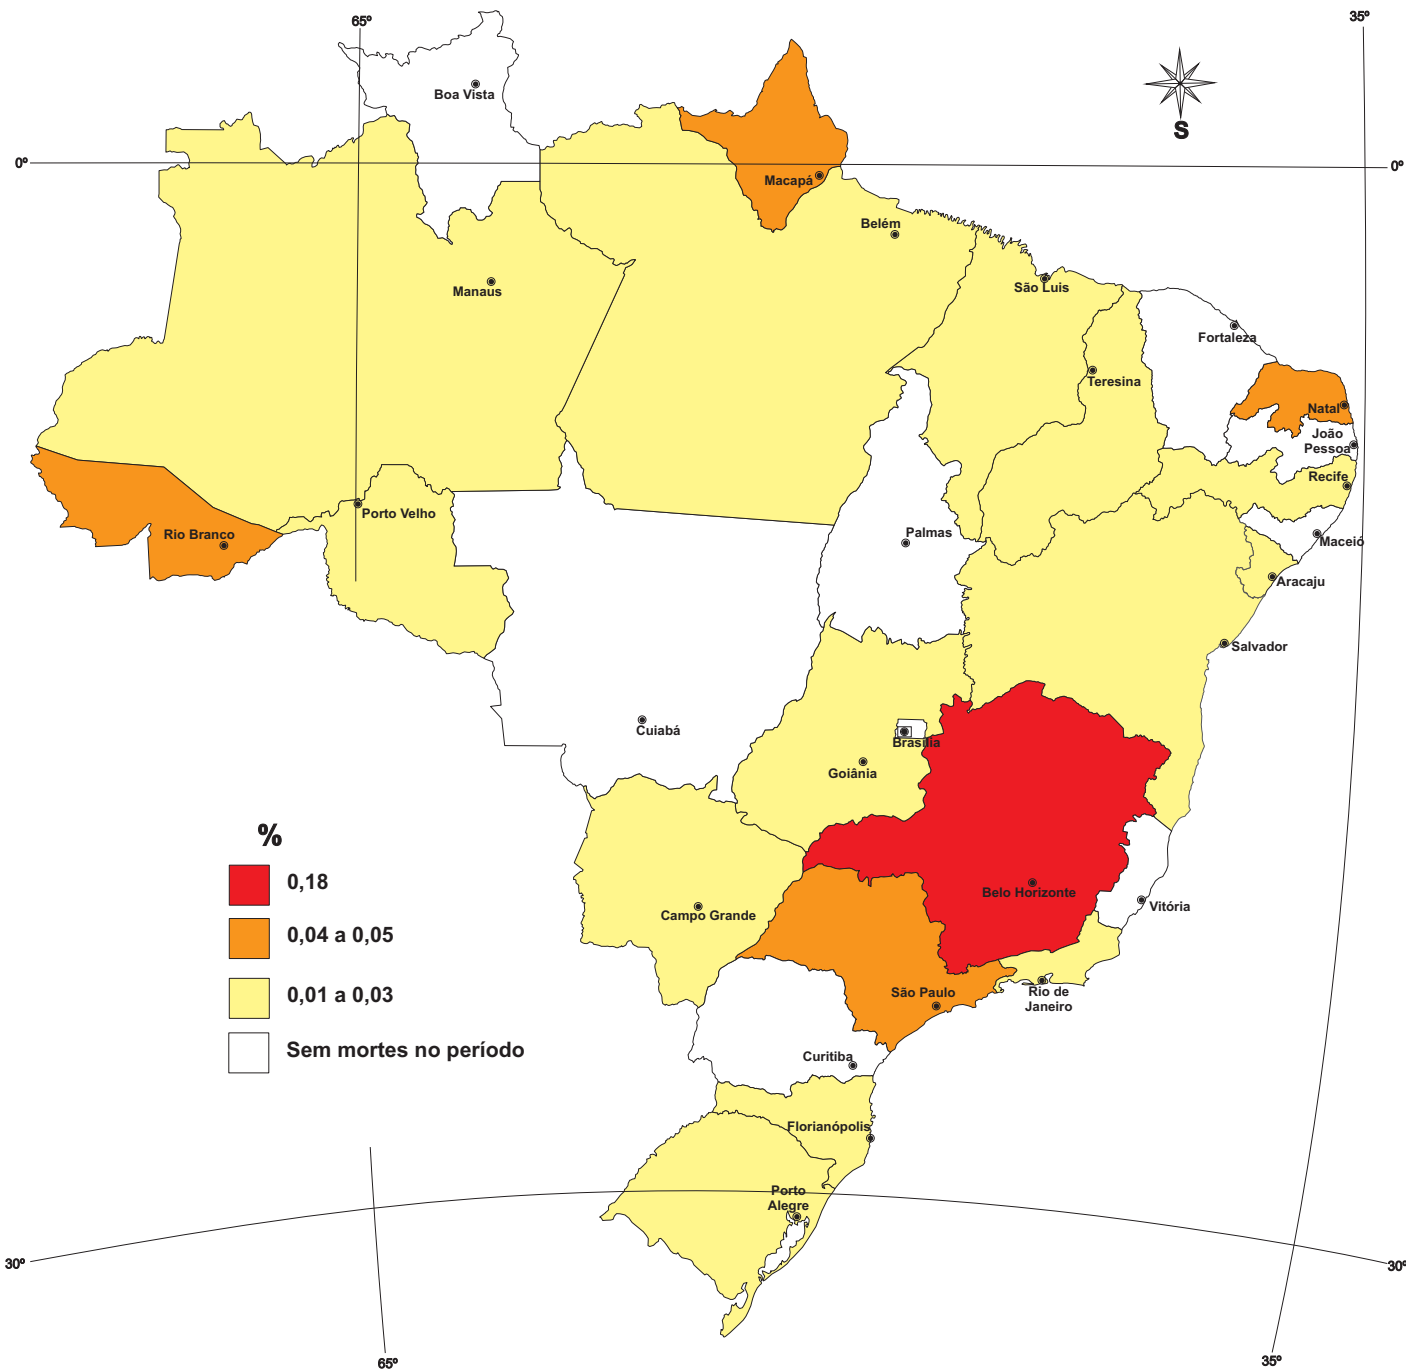 65º
35º
Boa Vista
S
0º
0º
Macapá
Belém
Manaus
São Luis
Fortaleza
Teresina
Natal
João
Pessoa
Recife
Porto Velho
Rio Branco
Palmas
Maceió
Aracaju
Salvador
Cuiabá
Brasília
Goiânia
%
0,18
Belo Horizonte
Campo Grande
Vitória
0,04 a 0,05
0,01 a 0,03
São Paulo
Rio de
Janeiro
Sem mortes no período
Curitiba
Florianópolis
Porto
Alegre
30º
30º
65º
35º